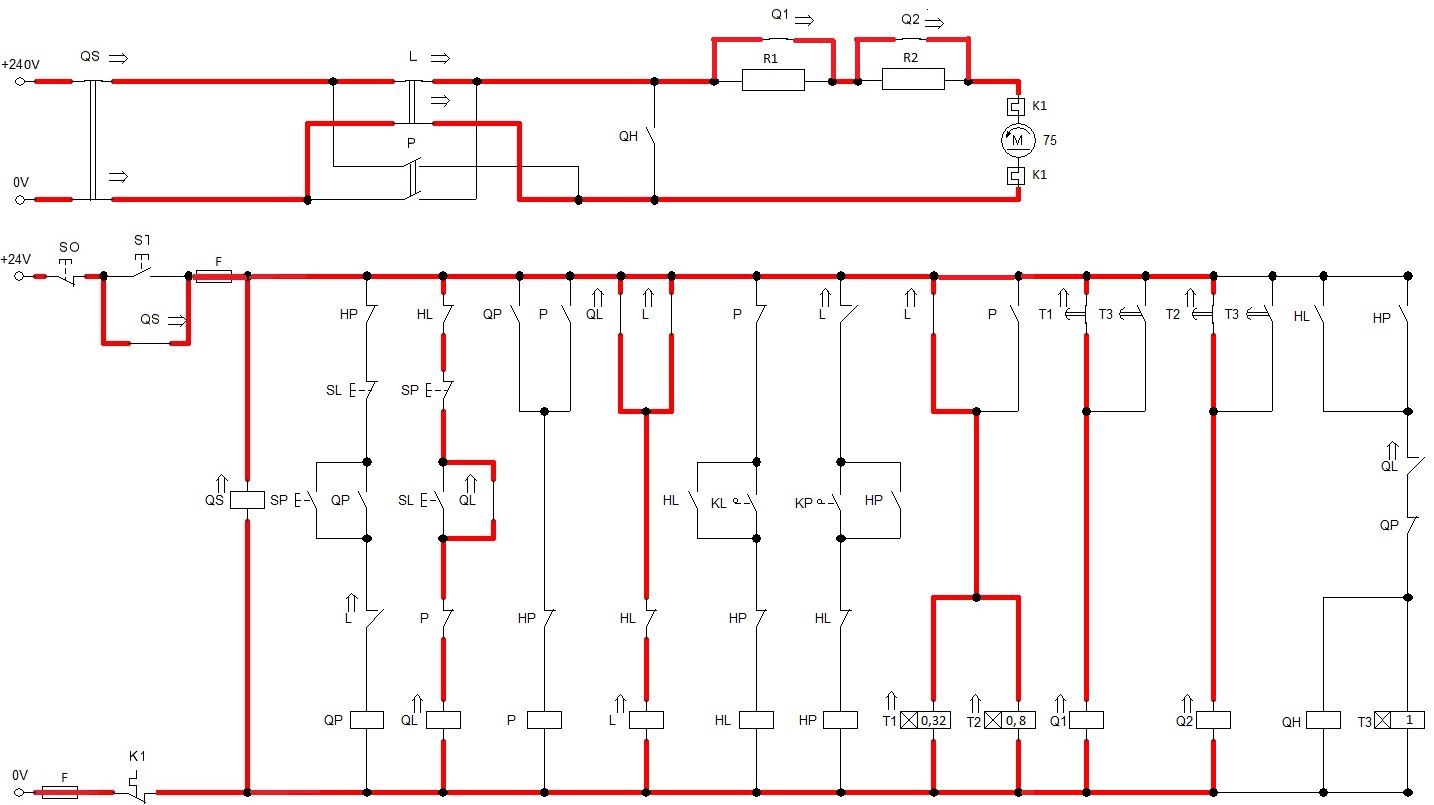 Q1 Q2
QS L
+240V R1 R2
K1
P QH M 75
0V K1
S0 S1
+24V F
QS
HP HL QP P QL L P L L P T1 T3 T2 T3 HL HP
SL SP
QL
QS SP QP SL QL HL KL KP HP
QP
L P HP HL HP HL
QP QL P L HL HP T1 0,32 T2 0,8 Q1 Q2 QH T3 1
K1
0V F